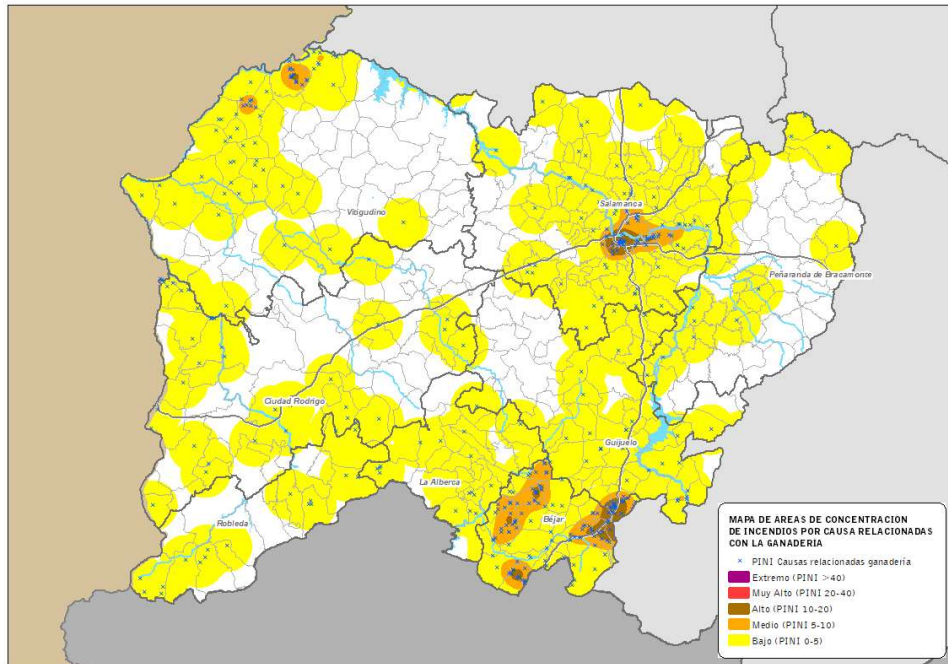 Salamanca
Vitigudino
Peñaranda de Bracamonte
Ciudad Rodrigo
Guijuelo
La Alberca
Béjar
Robleda
MAPA DE AREAS DE CONCENTRACION
DE INCENDIOS POR CAUSA RELACIONADAS
CON LA GANADERIA
PINI Causas relacionadas ganadería
Extremo (PINI >40)
Muy Alto (PINI 20-40)
Alto (PINI 10-20)
Medio (PINI 5-10)
Bajo (PINI 0-5)